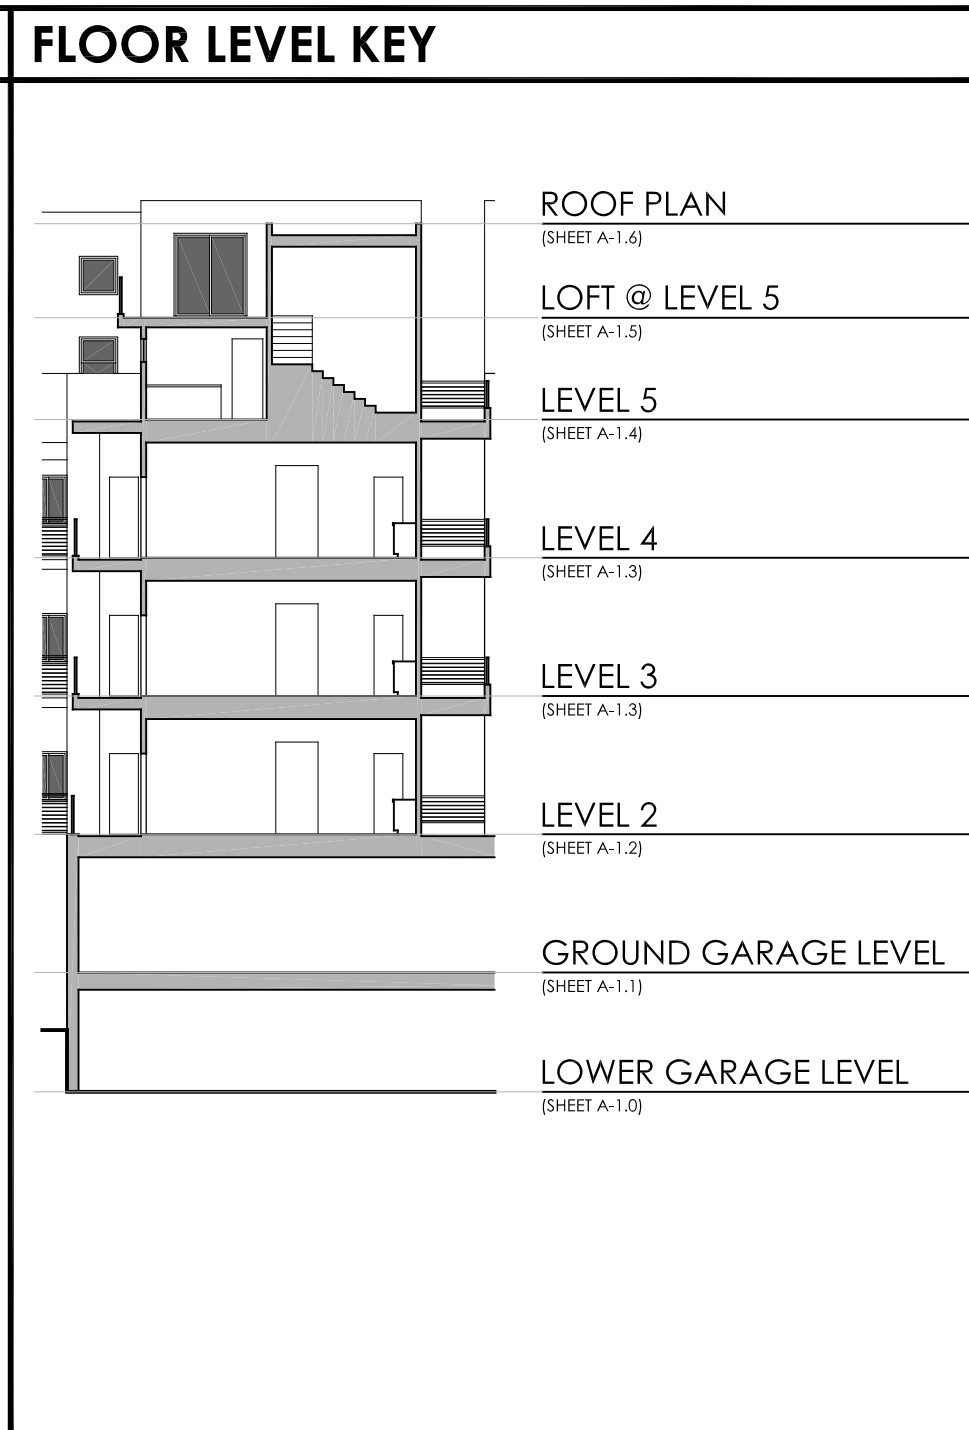 FLOOR LEVEL KEY
ROOF PLAN
(SHEET A-1.6)
LOFT @ LEVEL 5
(SHEET A-1.5)
LEVEL 5
(SHEET A-1.4)
LEVEL 4
(SHEET A-1.3)
LEVEL 3
(SHEET A-1.3)
LEVEL 2
(SHEET A-1.2)
GROUND GARAGE LEVEL
(SHEET A-1.1)
LOWER GARAGE LEVEL
(SHEET A-1.0)